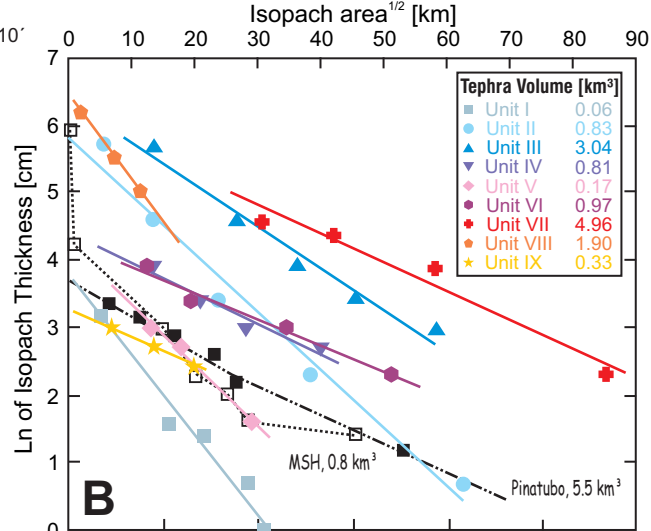 Isopach area1/2 [km]
10´
0 10 30 30 40 50 60 70 80 90
7
6
5
4
3
2
1
0
Ln of Isopach Thickness [cm]
Tephra Volume [km³]
Unit I 0.06
Unit II 0.83
Unit III 3.04
Unit IV 0.81
Unit V 0.17
Unit VI 0.97
Unit VII 4.96
Unit VIII 1.90
Unit IX 0.33
MSH, 0.8 km³
Pinatubo, 5.5 km³
B